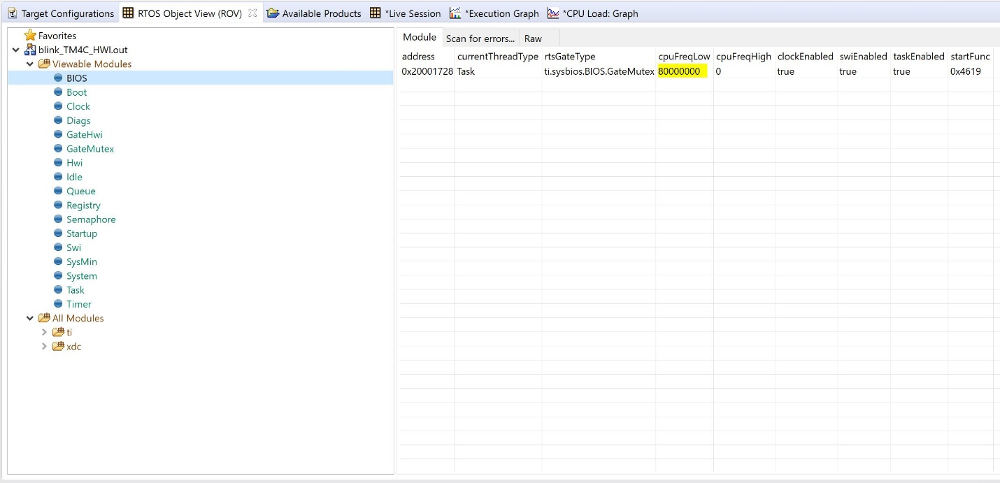 Target Configurations RTOS Object View (ROV) Available Products *Live Session *Execution Graph *CPU Load: Graph
Favorites
blink_TM4C_HWI.out
Viewable Modules
BIOS
Boot
Clock
Diags
GateHwi
GateMutex
Hwi
Idle
Queue
Registry
Semaphore
Startup
Swi
SysMin
System
Task
Timer
All Modules
ti
xdc
Module Scan for errors... Raw
address currentThreadType rtsGateType cpuFreqLow cpuFreqHigh clockEnabled swiEnabled taskEnabled startFunc
0x20001728 Task ti.sysbios.BIOS.GateMutex 80000000 0 true true true 0x4619